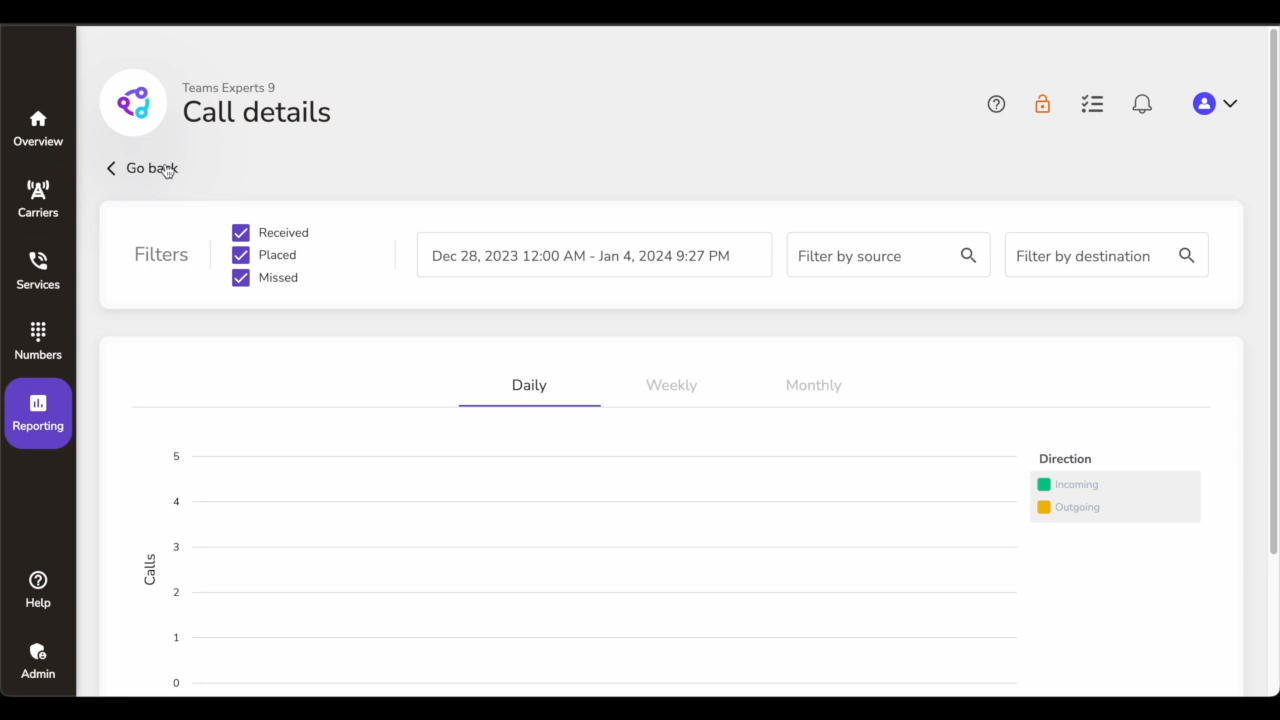 Teams Experts 9
Call details
Go back
Overview
Carriers
Services
Numbers
Reporting
Help
Admin
Filters
Received
Placed
Missed
Dec 28, 2023 12:00 AM - Jan 4, 2024 9:27 PM
Filter by source
Filter by destination
Daily
Weekly
Monthly
Calls
5
4
3
2
1
0
Direction
Incoming
Outgoing